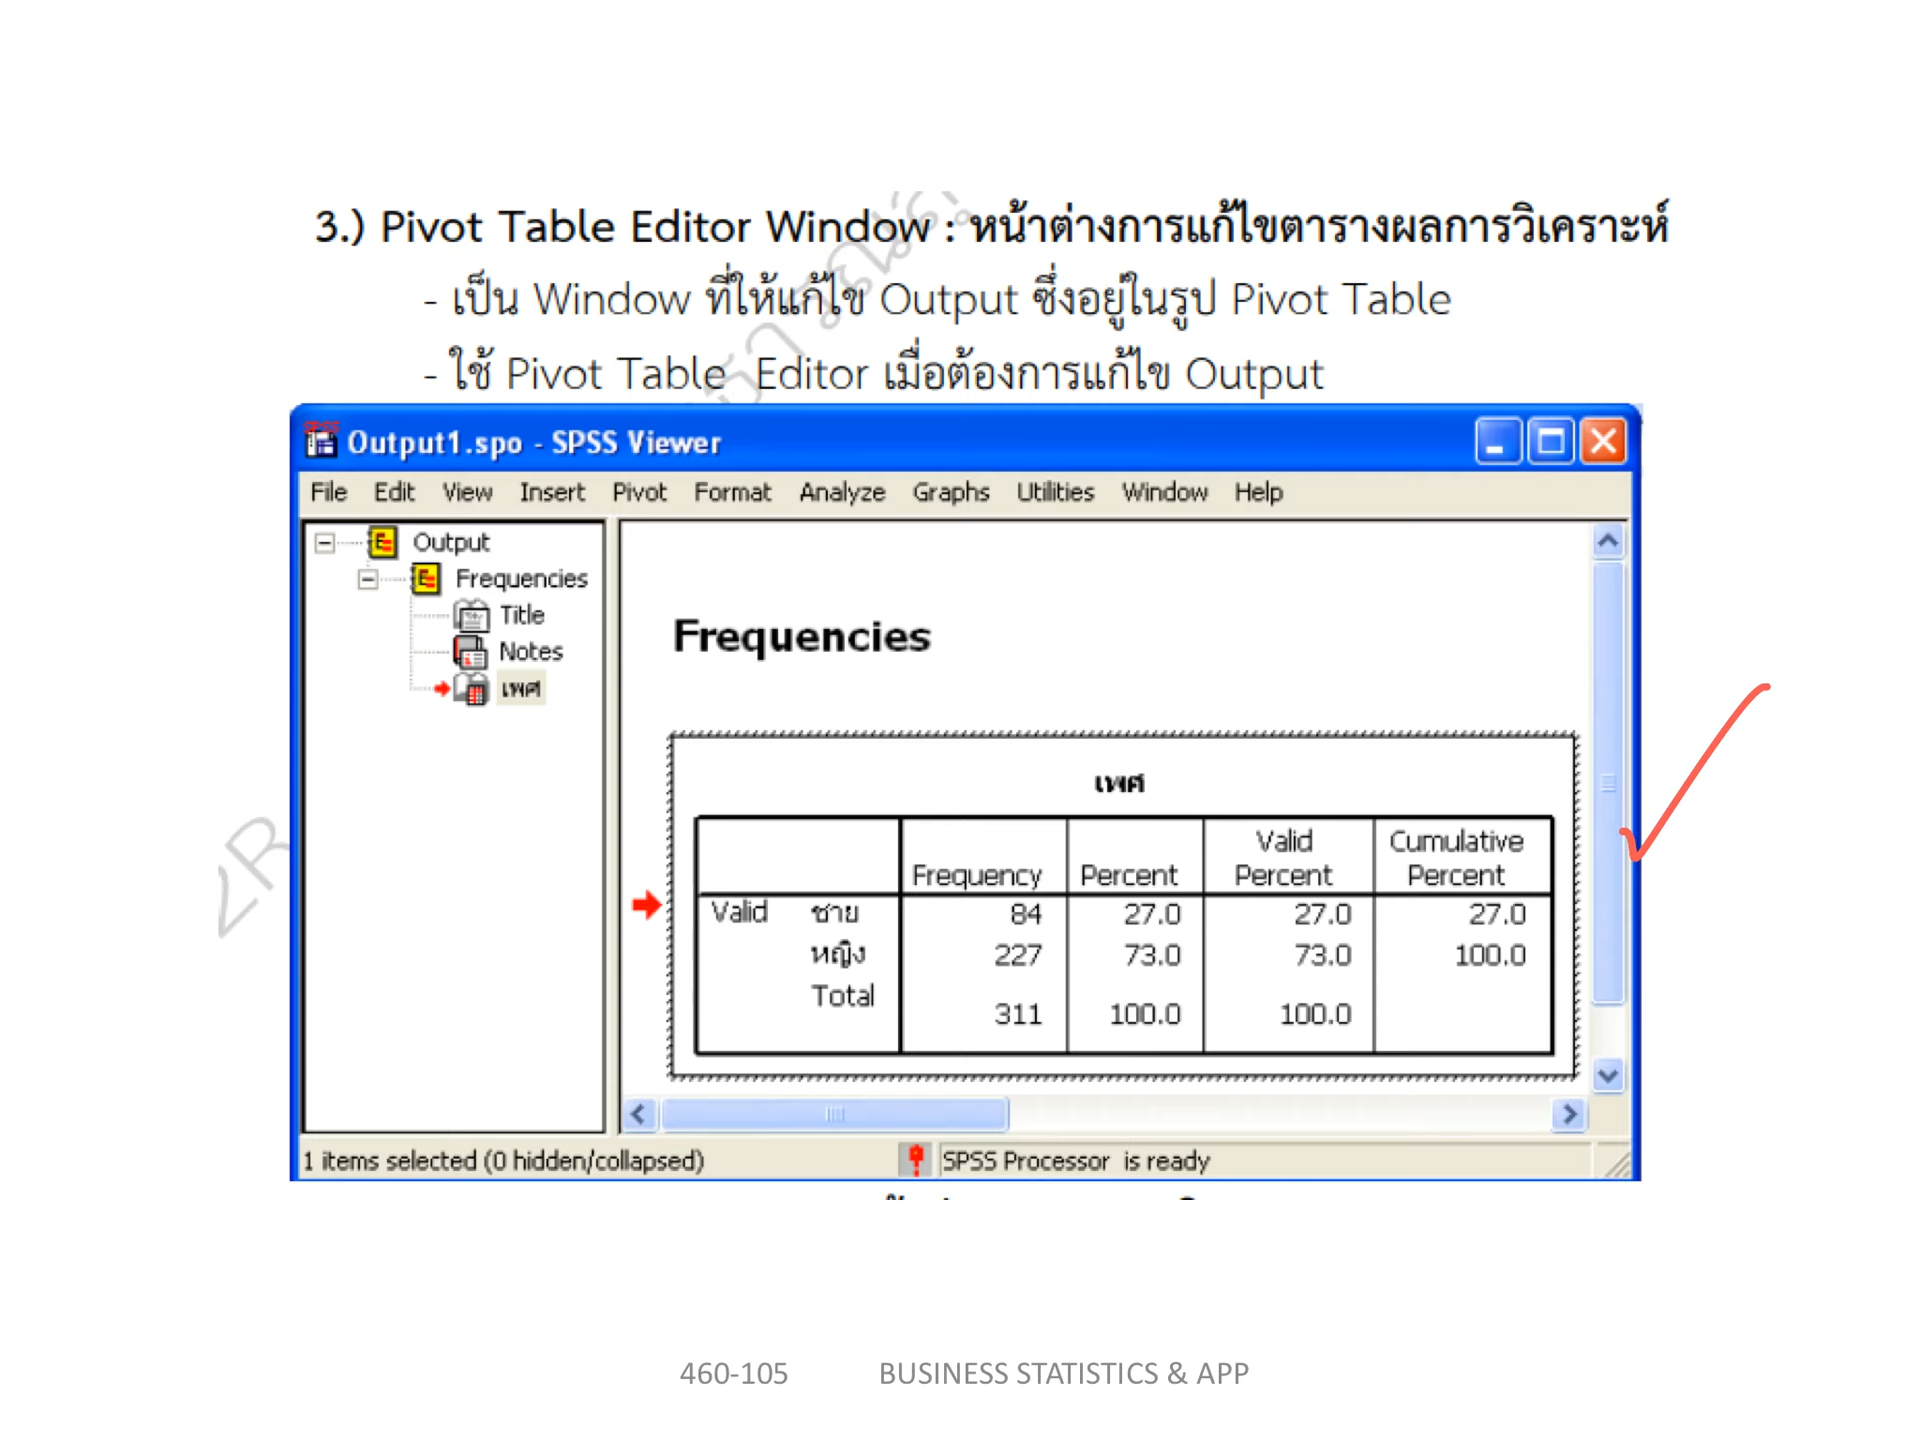 3.) Pivot Table Editor Window : หน้าต่างการแก้ไขตารางผลการวิเคราะห์
- เป็น Window ที่ให้แก้ไข Output ซึ่งอยู่ในรูป Pivot Table
- ใช้ Pivot Table Editor เมื่อต้องการแก้ไข Output
Output1.spo - SPSS Viewer
File Edit View Insert Pivot Format Analyze Graphs Utilities Window Help
Output
Frequencies
Title
Notes
เพศ
Frequencies
เพศ
Frequency Percent Valid Percent Cumulative Percent
Valid ชาย 84 27.0 27.0 27.0
หญิง 227 73.0 73.0 100.0
Total 311 100.0 100.0
1 items selected (0 hidden/collapsed) SPSS Processor is ready
460-105 BUSINESS STATISTICS & APP